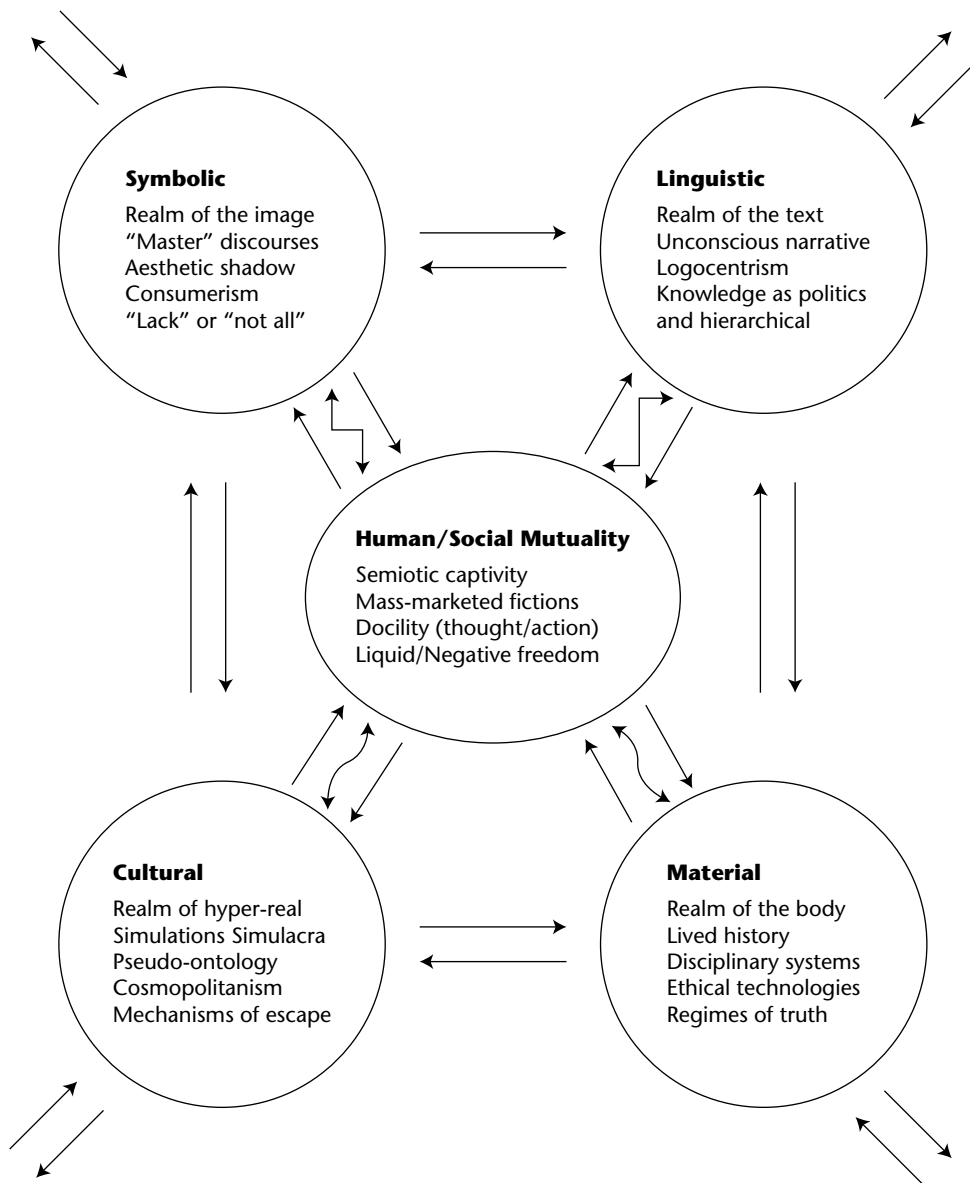 Symbolic
Realm of the image
“Master” discourses
Aesthetic shadow
Consumerism
“Lack” or “not all”
Linguistic
Realm of the text
Unconscious narrative
Logocentrism
Knowledge as politics
and hierarchical
Human/Social Mutuality
Semiotic captivity
Mass-marketed fictions
Docility (thought/action)
Liquid/Negative freedom
Cultural
Realm of hyper-real
Simulations Simulacra
Pseudo-ontology
Cosmopolitanism
Mechanisms of escape
Material
Realm of the body
Lived history
Disciplinary systems
Ethical technologies
Regimes of truth